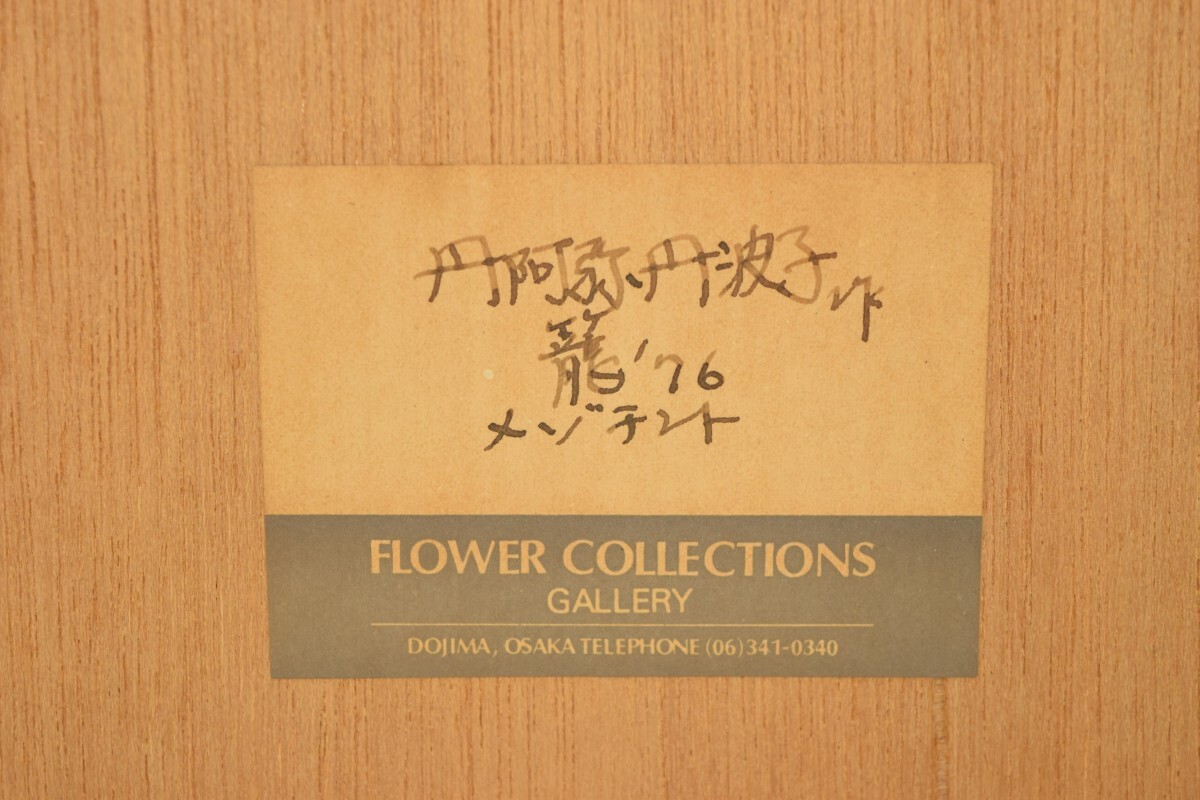 丹阿弥丹波子作
籠 '76
メゾチント
FLOWER COLLECTIONS
GALLERY
DOJIMA, OSAKA TELEPHONE (06)341-0340